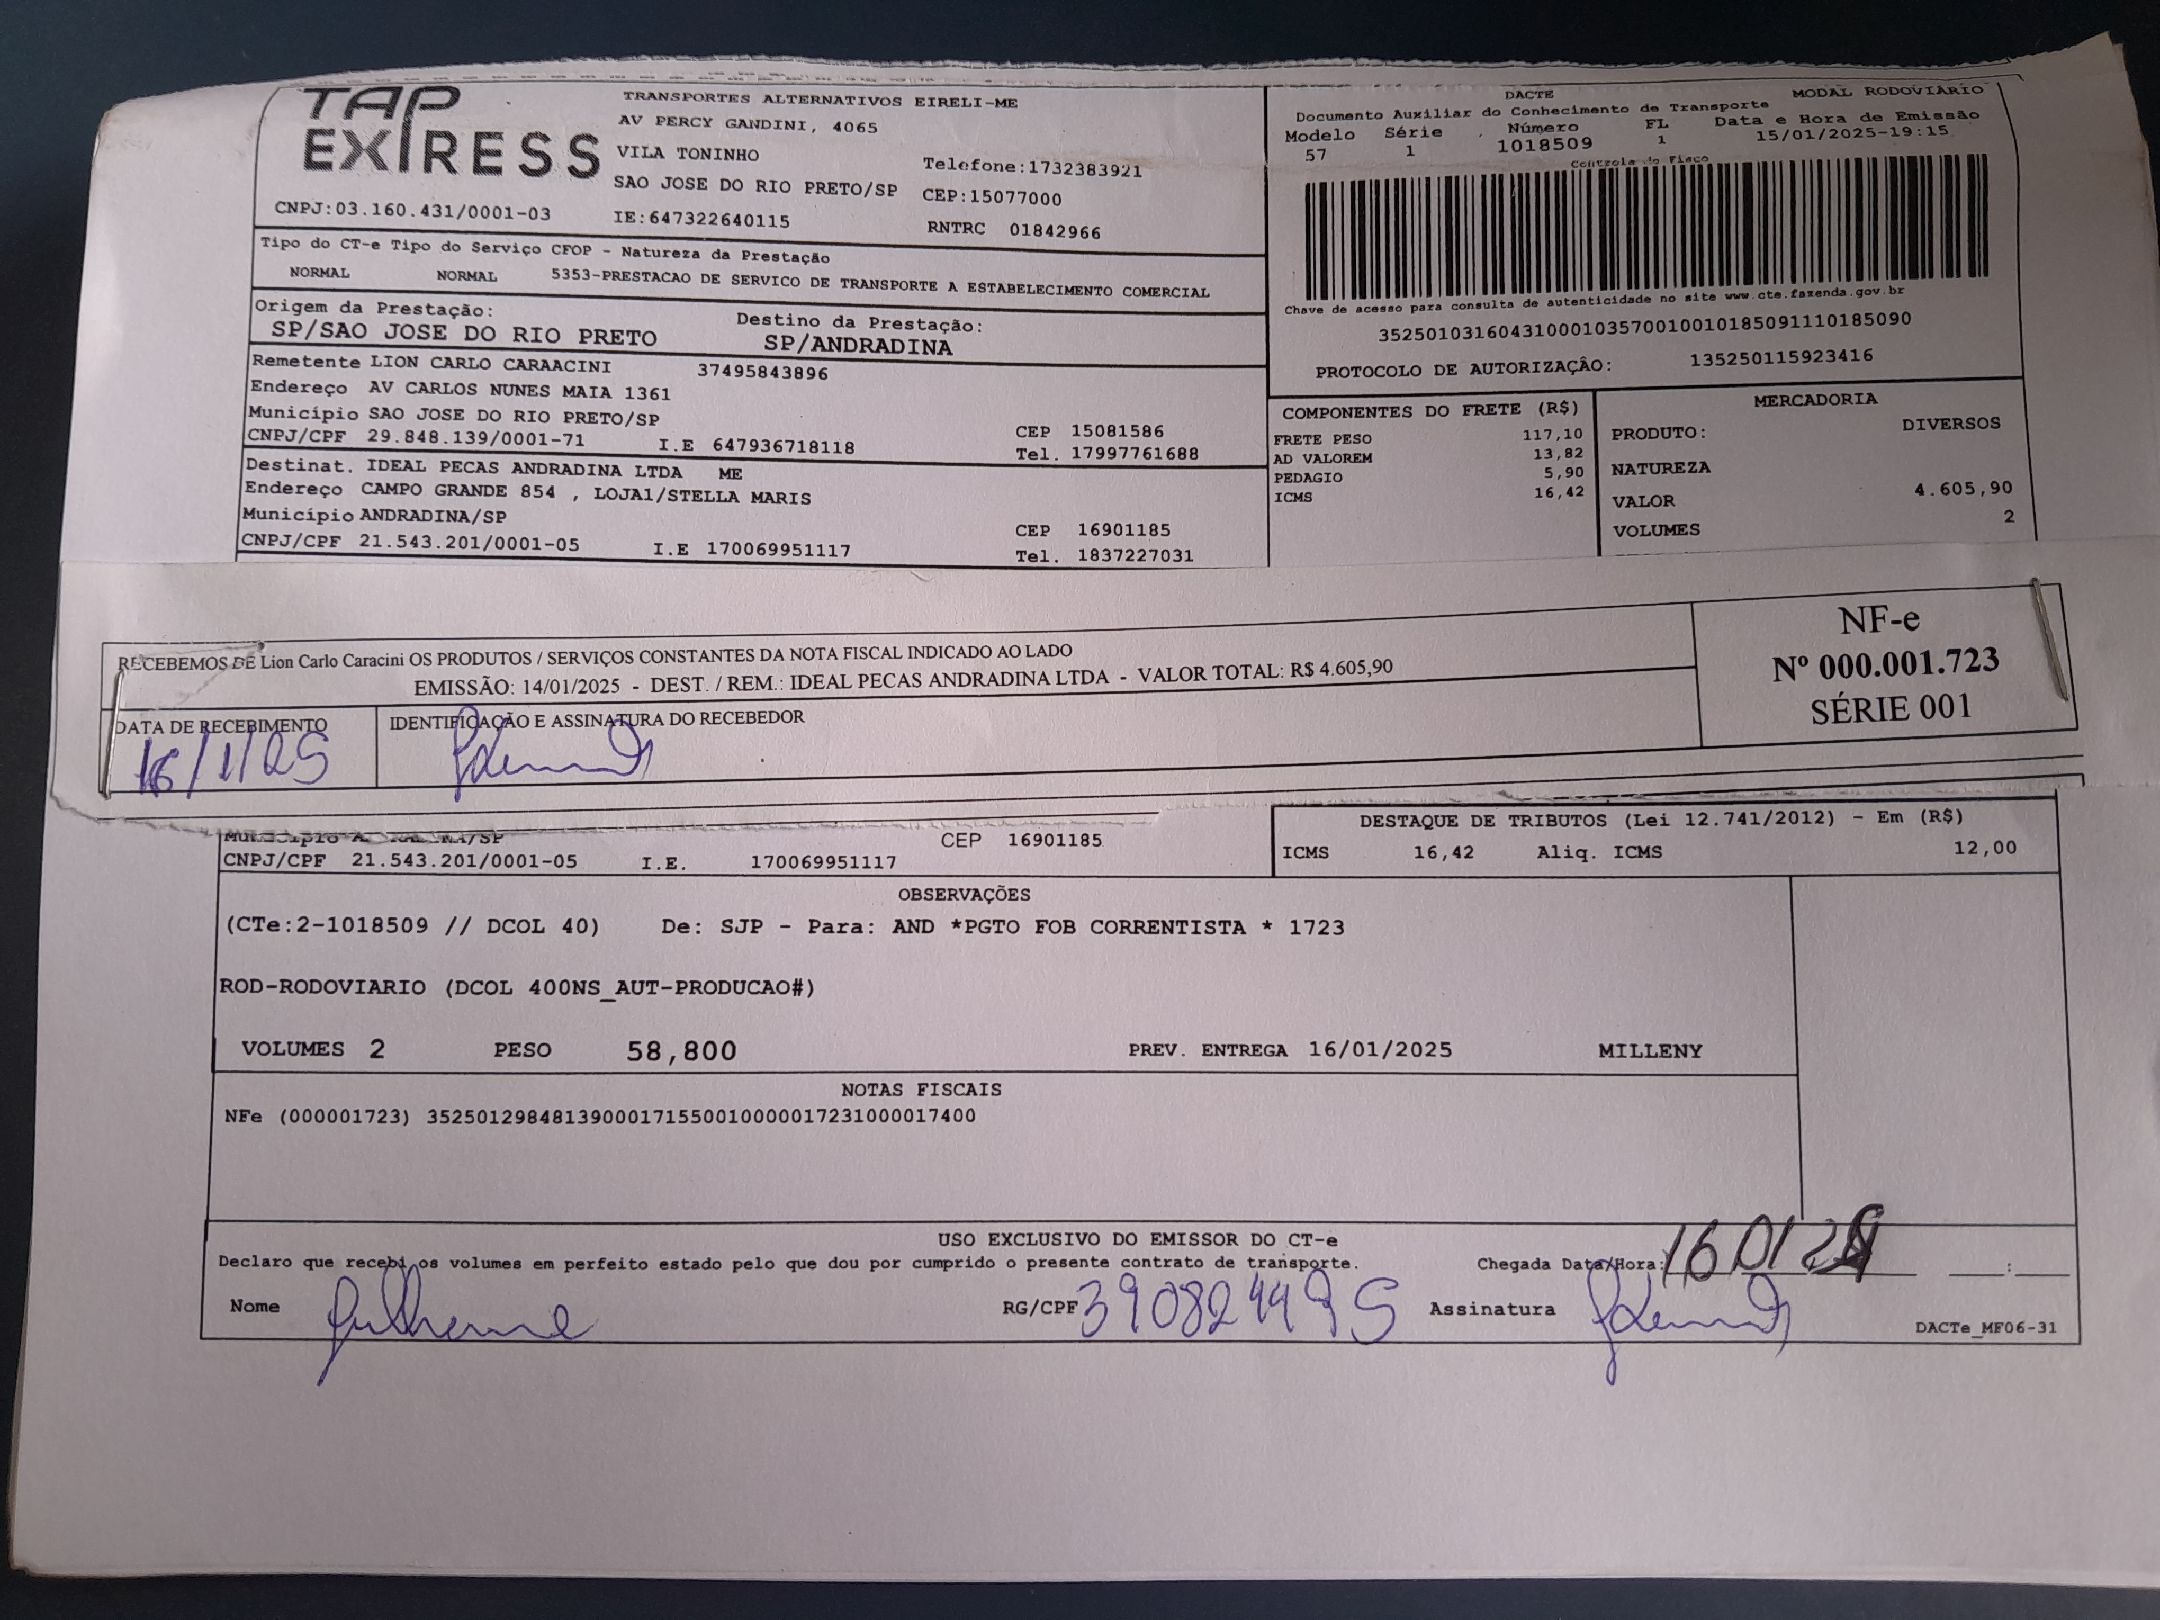 TAP EXPRESS
TRANSPORTES ALTERNATIVOS EIRELI-ME
AV PERCY GANDINI, 4065
VILA TONINHO
Telefone:1732383921
SAO JOSE DO RIO PRETO/SP CEP:15077000
CNPJ:03.160.431/0001-03 IE:647322640115 RNTRC 01842966
Tipo do CT-e Tipo do Serviço CFOP - Natureza da Prestação
NORMAL NORMAL 5353-PRESTACAO DE SERVICO DE TRANSPORTE A ESTABELECIMENTO COMERCIAL
Origem da Prestação: Destino da Prestação:
SP/SAO JOSE DO RIO PRETO SP/ANDRADINA
Remetente LION CARLO CARAACINI 37495843896
Endereço AV CARLOS NUNES MAIA 1361
Município SAO JOSE DO RIO PRETO/SP CEP 15081586
CNPJ/CPF 29.848.139/0001-71 I.E 647936718118 Tel. 17997761688
Destinat. IDEAL PECAS ANDRADINA LTDA ME
Endereço CAMPO GRANDE 854 , LOJA1/STELLA MARIS
Município ANDRADINA/SP CEP 16901185
CNPJ/CPF 21.543.201/0001-05 I.E 170069951117 Tel. 1837227031
DACTE MODAL RODOVIARIO
Documento Auxiliar do Conhecimento de Transporte
Modelo Série Número FL Data e Hora de Emissão
57 1 1018509 1 15/01/2025-19:15
Controle do Fisco
Chave de acesso para consulta de autenticidade no site www.cte.fazenda.gov.br
35250103160431000103570010010185091110185090
PROTOCOLO DE AUTORIZAÇÂO: 135250115923416
COMPONENTES DO FRETE (R$)
FRETE PESO 117,10
AD VALOREM 13,82
PEDAGIO 5,90
ICMS 16,42
MERCADORIA
PRODUTO: DIVERSOS
NATUREZA
VALOR 4.605,90
VOLUMES 2
RECEBEMOS DE Lion Carlo Caracini OS PRODUTOS / SERVIÇOS CONSTANTES DA NOTA FISCAL INDICADO AO LADO
EMISSÃO: 14/01/2025 - DEST. / REM.: IDEAL PECAS ANDRADINA LTDA - VALOR TOTAL: R$ 4.605,90
DATA DE RECEBIMENTO IDENTIFICAÇÃO E ASSINATURA DO RECEBEDOR
16/1/25
NF-e
Nº 000.001.723
SÉRIE 001
CEP 16901185
CNPJ/CPF 21.543.201/0001-05 I.E. 170069951117
DESTAQUE DE TRIBUTOS (Lei 12.741/2012) - Em (R$)
ICMS 16,42 Aliq. ICMS 12,00
OBSERVAÇÕES
(CTe:2-1018509 // DCOL 40) De: SJP - Para: AND *PGTO FOB CORRENTISTA * 1723
ROD-RODOVIARIO (DCOL 400NS_AUT-PRODUCAO#)
VOLUMES 2 PESO 58,800 PREV. ENTREGA 16/01/2025 MILLENY
NOTAS FISCAIS
NFe (000001723) 35250129848139000171550010000017231000017400
USO EXCLUSIVO DO EMISSOR DO CT-e
Declaro que recebi os volumes em perfeito estado pelo que dou por cumprido o presente contrato de transporte. Chegada Data/Hora: 16 01 2 :
Nome Guilherme RG/CPF 390824495 Assinatura
DACTe_MF06-31